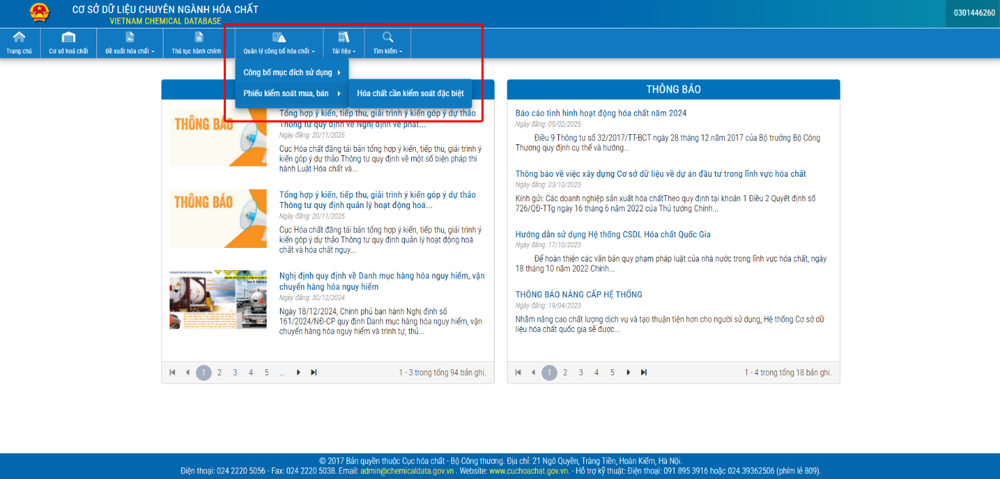 CƠ SỞ DỮ LIỆU CHUYÊN NGÀNH HÓA CHẤT
VIETNAM CHEMICAL DATABASE
0301446260
Trang chủ
Cơ sở hoá chất
Đề xuất hóa chất
Thủ tục hành chính
Quản lý công bố hóa chất
Tài liệu
Tìm kiếm
Công bố mục đích sử dụng
Phiếu kiểm soát mua, bán
Hóa chất cần kiểm soát đặc biệt
THÔNG BÁO
Tổng hợp ý kiến, tiếp thu, giải trình ý kiến góp ý dự thảo
Thông tư quy định về Nghị định về phát...
Ngày đăng: 20/11/2025
Cục Hóa chất đăng tải bản tổng hợp ý kiến, tiếp thu, giải trình ý
kiến góp ý dự thảo Thông tư quy định về một số biện pháp thi
hành Luật Hóa chất và...
THÔNG BÁO
Tổng hợp ý kiến, tiếp thu, giải trình ý kiến góp ý dự thảo
Thông tư quy định quản lý hoạt động hoá...
Ngày đăng: 20/11/2025
Cục Hóa chất đăng tải bản tổng hợp ý kiến, tiếp thu, giải trình ý
kiến góp ý dự thảo Thông tư quy định quản lý hoạt động hoá
chất và hóa chất nguy...
Nghị định quy định về Danh mục hàng hóa nguy hiểm, vận
chuyển hàng hóa nguy hiểm
Ngày đăng: 30/12/2024
Ngày 18/12/2024, Chính phủ ban hành Nghị định số
161/2024/NĐ-CP quy định Danh mục hàng hóa nguy hiểm, vận
chuyển hàng hóa nguy hiểm và trình tự, thủ...
1 2 3 4 5 ...
1 - 3 trong tổng 94 bản ghi.
THÔNG BÁO
Báo cáo tình hình hoạt động hóa chất năm 2024
Ngày đăng: 05/02/2025
Điều 9 Thông tư số 32/2017/TT-BCT ngày 28 tháng 12 năm 2017 của Bộ trưởng Bộ Công
Thương quy định cụ thể và hướng...
Thông báo về việc xây dựng Cơ sở dữ liệu về dự án đầu tư trong lĩnh vực hóa chất
Ngày đăng: 23/10/2023
Kính gửi: Các doanh nghiệp sản xuất hóa chấtTheo quy định tại khoản 1 Điều 2 Quyết định số
726/QĐ-TTg ngày 16 tháng 6 năm 2022 của Thủ tướng Chính...
Hướng dẫn sử dụng Hệ thống CSDL Hóa chất Quốc Gia
Ngày đăng: 17/10/2023
Để hoàn thiện các văn bản quy phạm pháp luật của nhà nước trong lĩnh vực hóa chất, ngày
18 tháng 10 năm 2022 Chính...
THÔNG BÁO NÂNG CẤP HỆ THỐNG
Ngày đăng: 19/04/2023
Nhằm nâng cao chất lượng dịch vụ và tạo thuận tiện hơn cho người sử dụng, Hệ thống Cơ sở dữ
liệu hóa chất quốc gia sẽ được...
1 2 3 4 5
1 - 4 trong tổng 18 bản ghi.
© 2017 Bản quyền thuộc Cục hóa chất - Bộ Công thương. Địa chỉ: 21 Ngô Quyền, Tràng Tiền, Hoàn Kiếm, Hà Nội.
Điện thoại: 024 2220 5056 - Fax: 024 2220 5038. Email: admin@chemicaldata.gov.vn . Website: www.cuchoachat.gov.vn. - Hỗ trợ kỹ thuật: Điện thoại: 091 895 3916 hoặc 024.39362506 (phím lẻ 809).